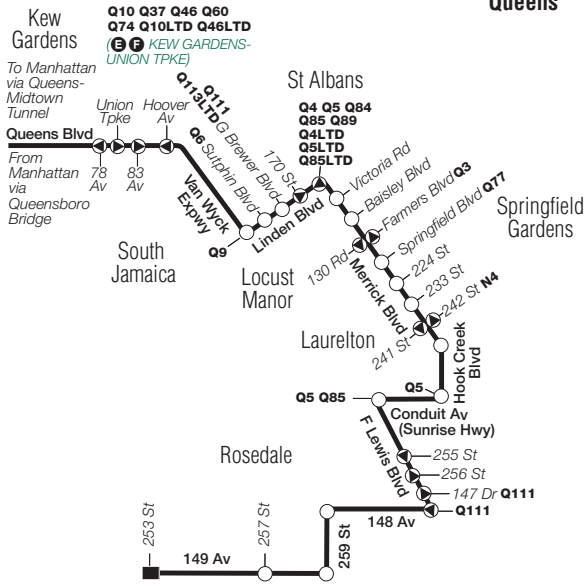 Queens
Kew
Gardens
Q10 Q37 Q46 Q60
Q74 Q10LTD Q46LTD
(E F KEW GARDENS-
UNION TPKE)
To Manhattan
via Queens-
Midtown
Tunnel
Union
Tpke
Hoover
Av
Queens Blvd
From
Manhattan
via
Queensboro
Bridge
78
Av
83
Av
Van Wyck
Expwy
Q9
South
Jamaica
Q6 Sutphin Blvd
Q111
Q113LTD G Brewer Blvd
170 St
Linden Blvd
Locust
Manor
St Albans
Q4 Q5 Q84
Q85 Q89
Q4LTD
Q5LTD
Q85LTD
Victoria Rd
Baisley Blvd
Farmers Blvd Q3
130 Rd
Springfield Blvd Q77
Springfield
Gardens
224 St
233 St
Merrick Blvd
242 St N4
241 St
Laurelton
Hook Creek
Blvd
Q5
Q5 Q85
Conduit Av
(Sunrise Hwy)
F Lewis Blvd
255 St
256 St
147 Dr Q111
Q111
Rosedale
148 Av
259 St
257 St
149 Av
253 St